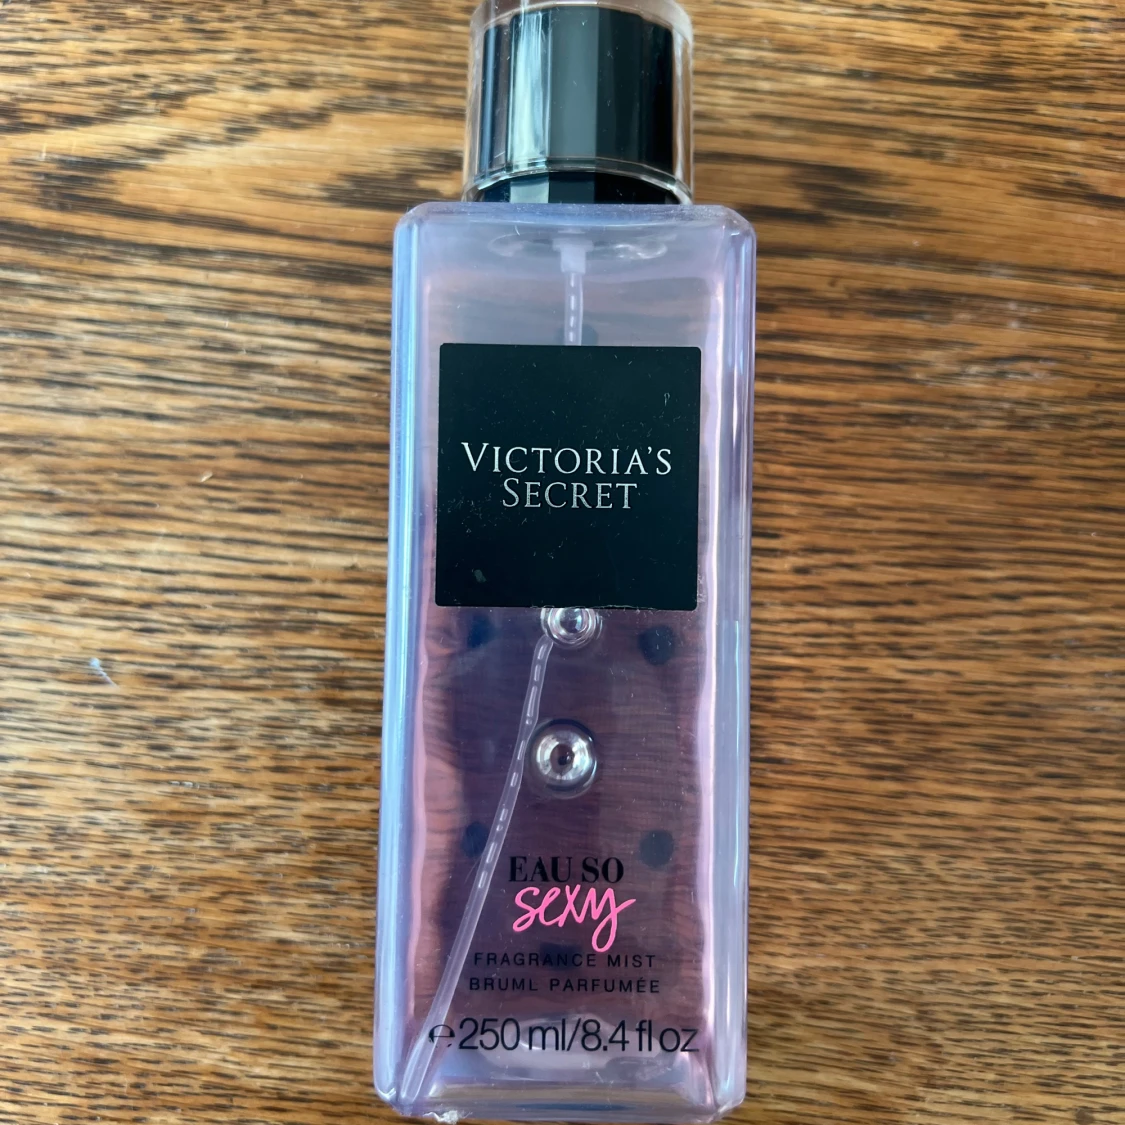 VICTORIA'S
SECRET
EAU SO
sexy
FRAGRANCE MIST
BRUML PARFUMÉE
℮250 ml/8.4 fl oz